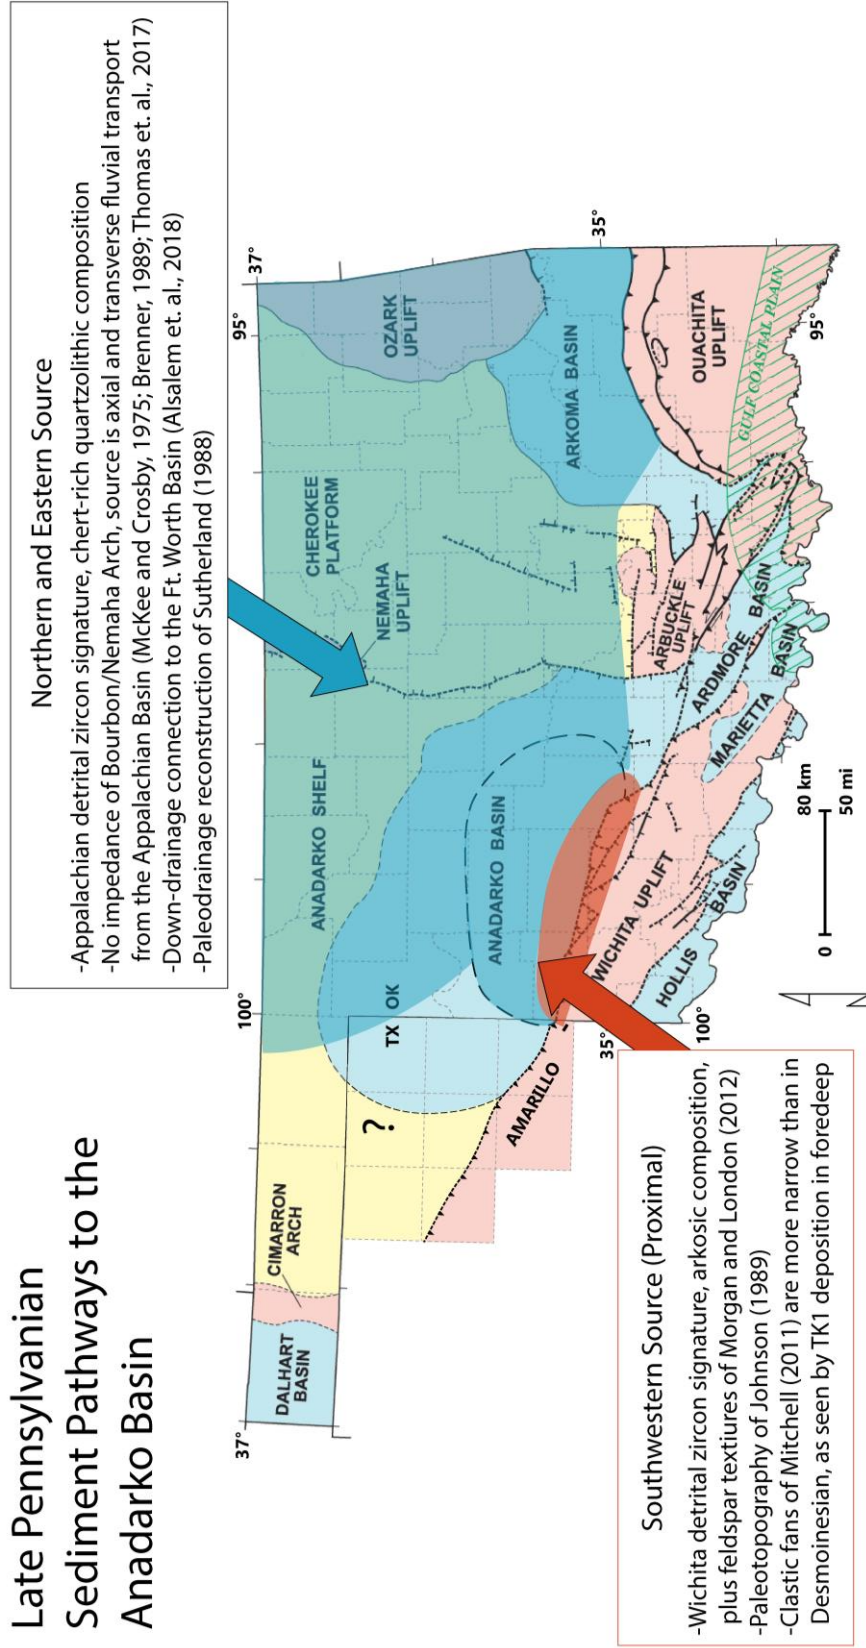 Late Pennsylvanian
Sediment Pathways to the
Anadarko Basin
Northern and Eastern Source
-Appalachian detrital zircon signature, chert-rich quartzolithic composition
-No impedance of Bourbon/Nemaha Arch, source is axial and transverse fluvial transport
from the Appalachian Basin (McKee and Crosby, 1975; Brenner, 1989; Thomas et. al., 2017)
-Down-drainage connection to the Ft. Worth Basin (Alsalem et. al., 2018)
-Paleodrainage reconstruction of Sutherland (1988)
37°
100°
95°
37°
DALHART
BASIN
CIMARRON
ARCH
?
TX
OK
ANADARKO SHELF
NEMAHA
UPLIFT
CHEROKEE
PLATFORM
OZARK
UPLIFT
ANADARKO BASIN
ARKOMA BASIN
35°
AMARILLO
WICHITA UPLIFT
ARBUCKLE
UPLIFT
OUACHITA
UPLIFT
ARDMORE BASIN
MARIETTA BASIN
HOLLIS BASIN
GULF COASTAL PLAIN
35°
100°
95°
0
80 km
50 mi
Southwestern Source (Proximal)
-Wichita detrital zircon signature, arkosic composition,
plus feldspar textiures of Morgan and London (2012)
-Paleotopography of Johnson (1989)
-Clastic fans of Mitchell (2011) are more narrow than in
Desmoinesian, as seen by TK1 deposition in foredeep